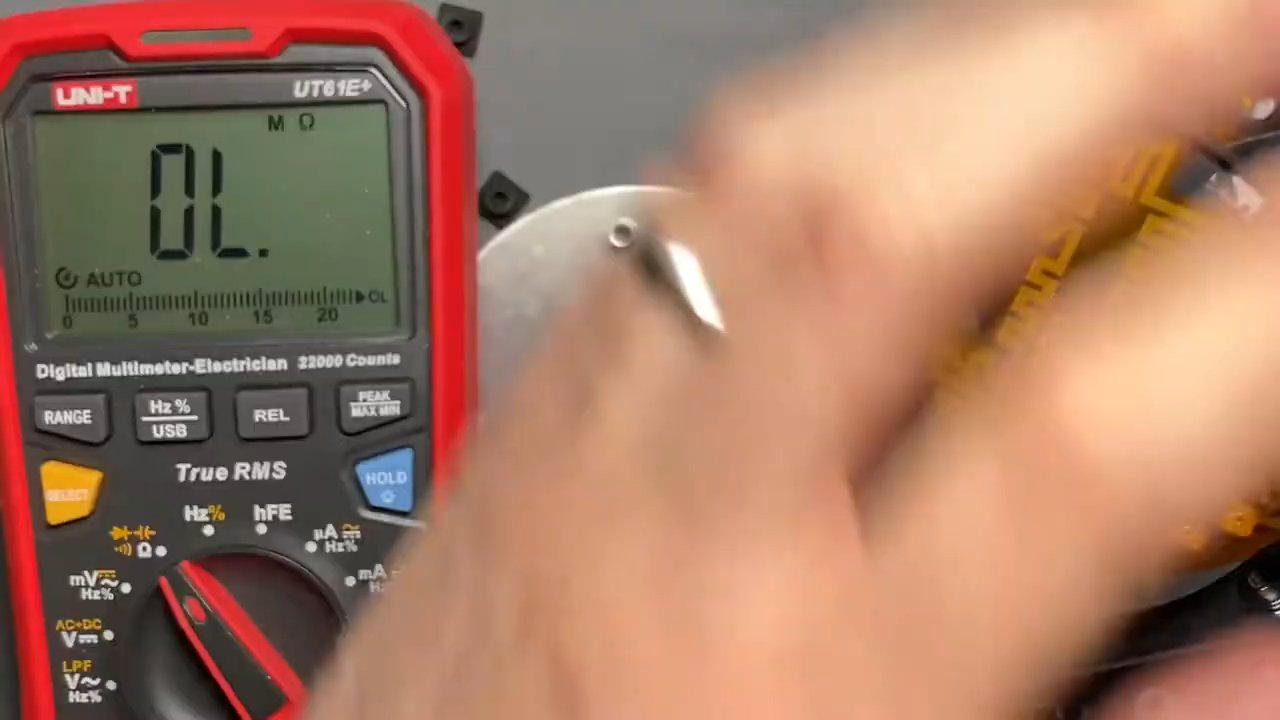 UNI-T UT61E+
M Ω
OL.
AUTO
OL
0 5 10 15 20
Digital Multimeter-Electrician 22000 Counts
RANGE
Hz %
USB
REL
PEAK
MAX MIN
SELECT
True RMS
HOLD
Hz% hFE
Ω
µA
Hz%
mV
Hz%
mA
AC+DC
V
LPF
V~
Hz%